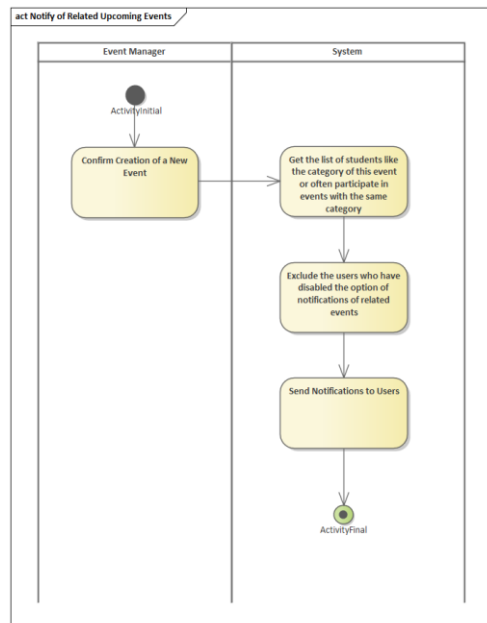 act Notify of Related Upcoming Events
Event Manager
System
ActivityInitial
Confirm Creation of a New
Event
Get the list of students like
the category of this event
or often participate in
events with the same
category
Exclude the users who have
disabled the option of
notifications of related
events
Send Notifications to Users
ActivityFinal